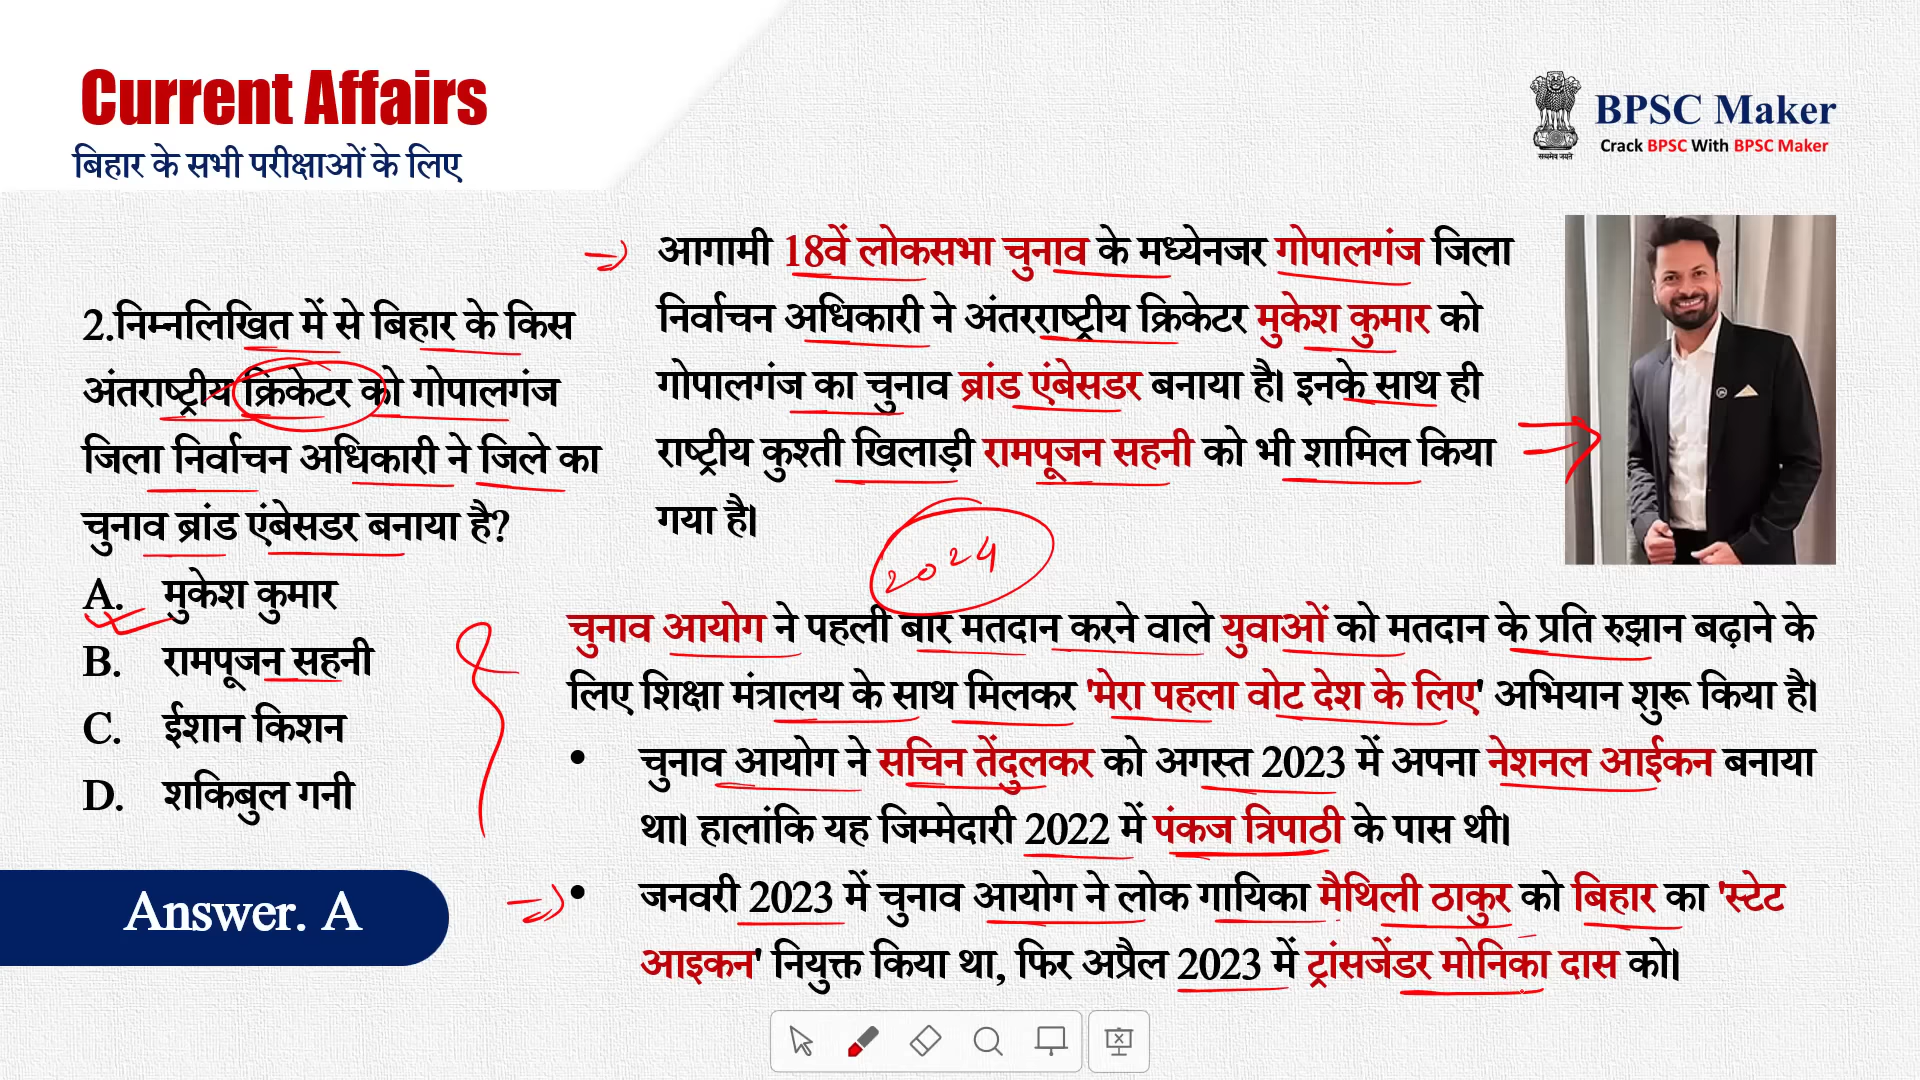 Current Affairs
बिहार के सभी परीक्षाओं के लिए
BPSC Maker
Crack BPSC With BPSC Maker
सत्यमेव जयते
2.निम्नलिखित में से बिहार के किस
अंतराष्ट्रीय क्रिकेटर को गोपालगंज
जिला निर्वाचन अधिकारी ने जिले का
चुनाव ब्रांड एंबेसडर बनाया है?
A. मुकेश कुमार
B. रामपूजन सहनी
C. ईशान किशन
D. शकिबुल गनी
Answer. A
आगामी 18वें लोकसभा चुनाव के मध्येनजर गोपालगंज जिला
निर्वाचन अधिकारी ने अंतरराष्ट्रीय क्रिकेटर मुकेश कुमार को
गोपालगंज का चुनाव ब्रांड एंबेसडर बनाया है। इनके साथ ही
राष्ट्रीय कुश्ती खिलाड़ी रामपूजन सहनी को भी शामिल किया
गया है।
2024
चुनाव आयोग ने पहली बार मतदान करने वाले युवाओं को मतदान के प्रति रुझान बढ़ाने के
लिए शिक्षा मंत्रालय के साथ मिलकर 'मेरा पहला वोट देश के लिए' अभियान शुरू किया है।
• चुनाव आयोग ने सचिन तेंदुलकर को अगस्त 2023 में अपना नेशनल आईकन बनाया
था। हालांकि यह जिम्मेदारी 2022 में पंकज त्रिपाठी के पास थी।
• जनवरी 2023 में चुनाव आयोग ने लोक गायिका मैथिली ठाकुर को बिहार का 'स्टेट
आइकन' नियुक्त किया था, फिर अप्रैल 2023 में ट्रांसजेंडर मोनिका दास को।